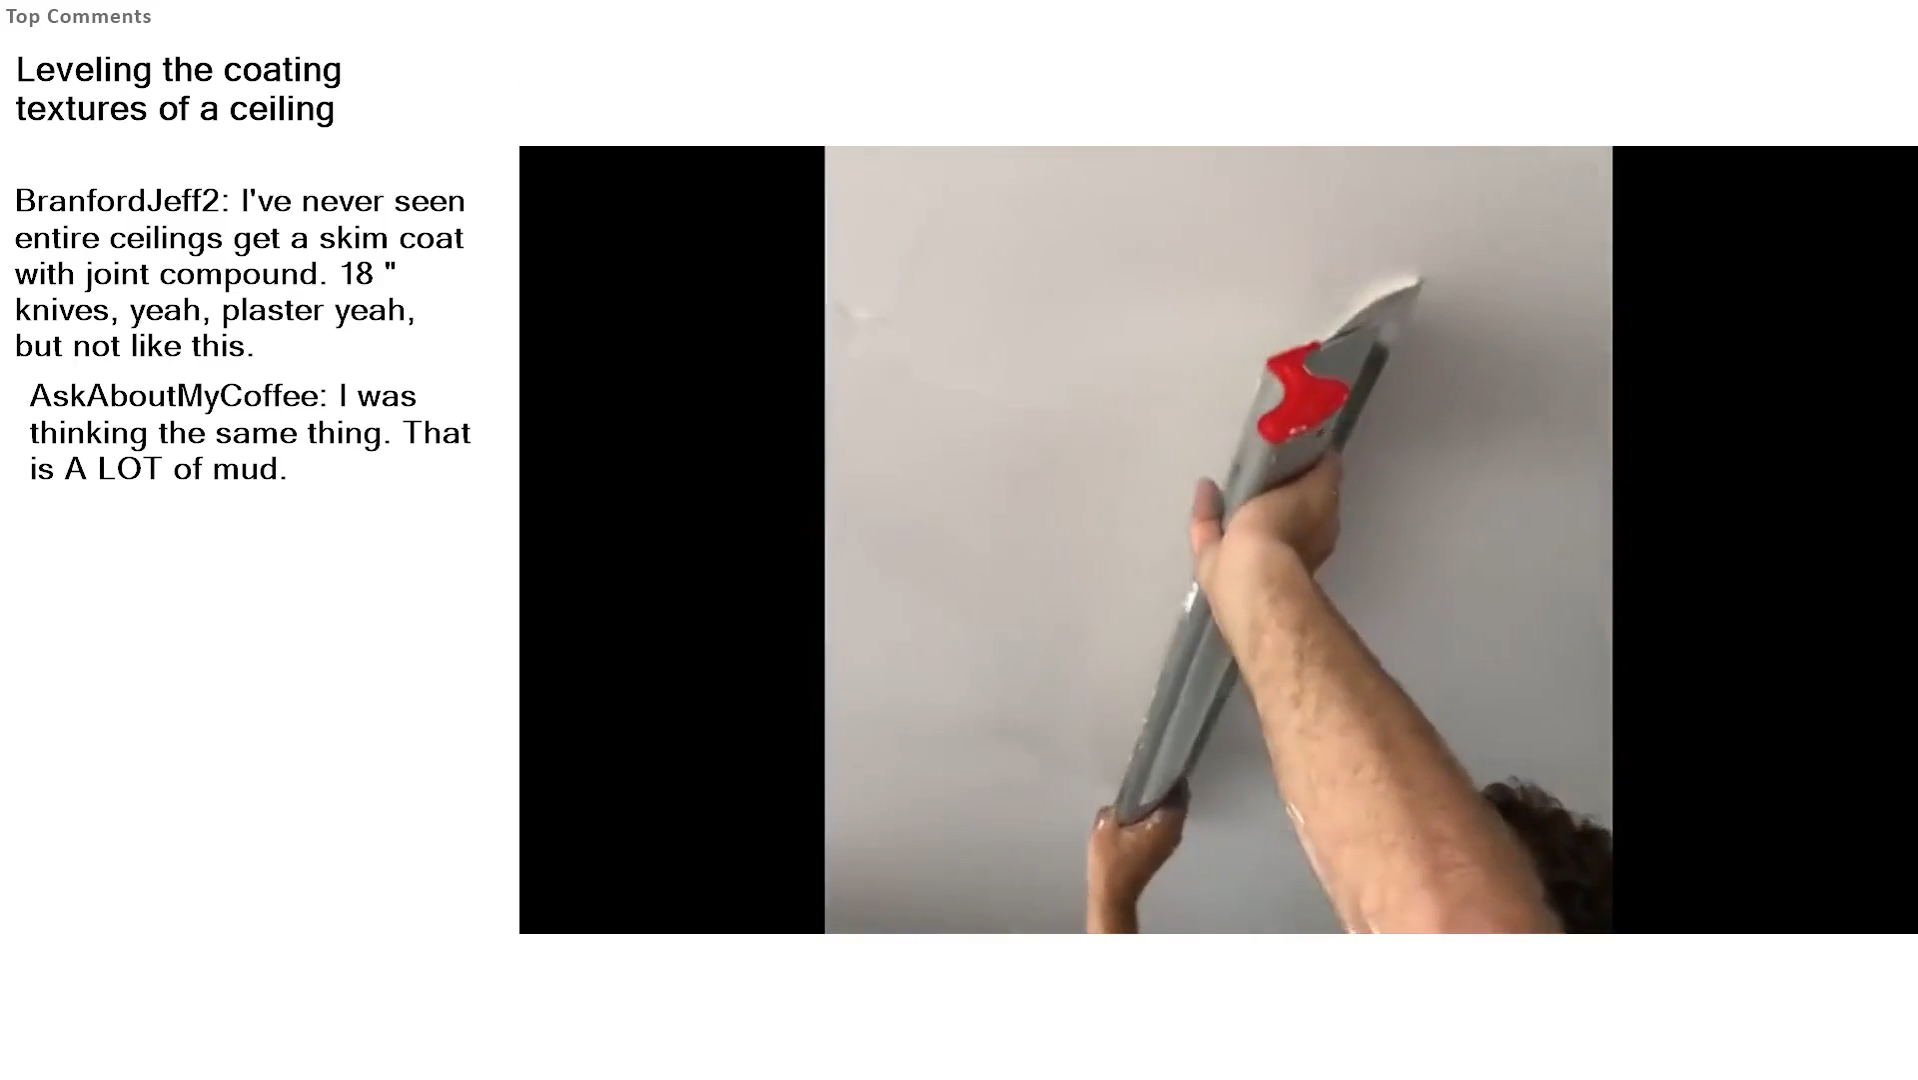 Top Comments
Leveling the coating
textures of a ceiling
BranfordJeff2: I've never seen
entire ceilings get a skim coat
with joint compound. 18 "
knives, yeah, plaster yeah,
but not like this.
AskAboutMyCoffee: I was
thinking the same thing. That
is A LOT of mud.